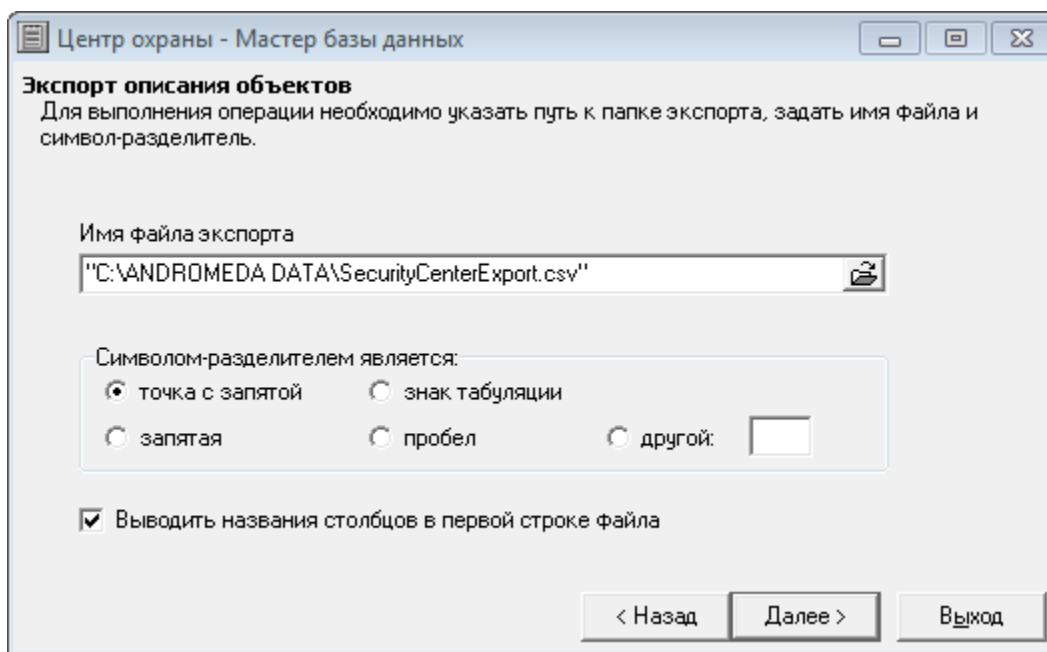 Центр охраны - Мастер базы данных
Экспорт описания объектов
Для выполнения операции необходимо указать путь к папке экспорта, задать имя файла и
символ-разделитель.
Имя файла экспорта
"C:\ANDROMEDA DATA\SecurityCenterExport.csv"
Символом-разделителем является:
точка с запятой знак табуляции
запятая пробел другой:
Выводить названия столбцов в первой строке файла
< Назад Далее > Выход